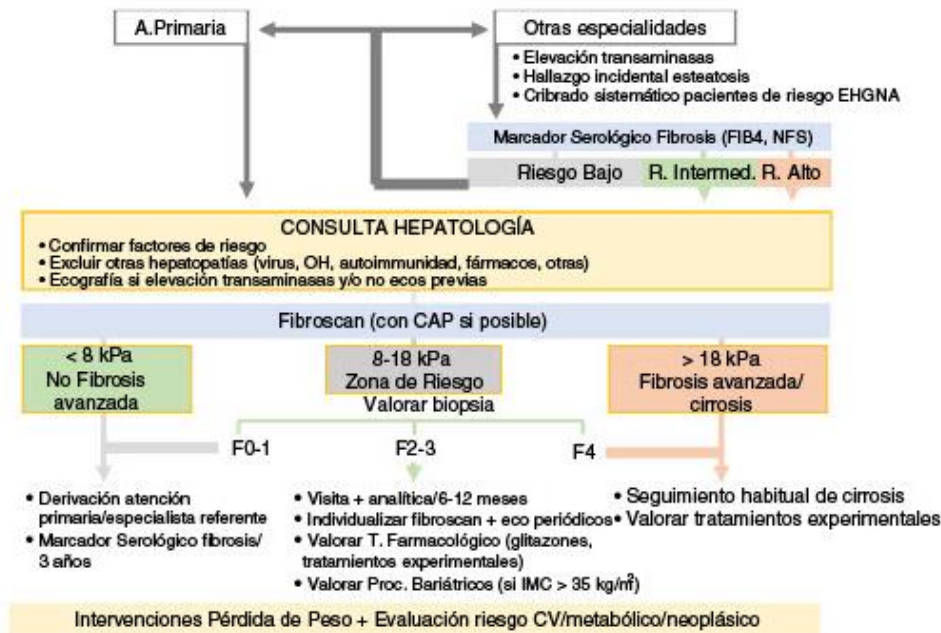 A.Primaria
Otras especialidades
• Elevación transaminasas
• Hallazgo incidental esteatosis
• Cribado sistemático pacientes de riesgo EHGNA
Marcador Serológico Fibrosis (FIB4, NFS)
Riesgo Bajo
R. Intermed.
R. Alto
CONSULTA HEPATOLOGÍA
• Confirmar factores de riesgo
• Excluir otras hepatopatías (virus, OH, autoimmunidad, fármacos, otras)
• Ecografía si elevación transaminasas y/o no ecos previas
Fibroscan (con CAP si posible)
< 8 kPa
No Fibrosis
avanzada
8-18 kPa
Zona de Riesgo
Valorar biopsia
> 18 kPa
Fibrosis avanzada/
cirrosis
F0-1
F2-3
F4
• Derivación atención
primaria/especialista referente
• Marcador Serológico fibrosis/
3 años
• Visita + analítica/6-12 meses
• Individualizar fibroscan + eco periódicos
• Valorar T. Farmacológico (glitazones,
tratamientos experimentales)
• Valorar Proc. Bariátricos (si IMC > 35 kg/m²)
• Seguimiento habitual de cirrosis
• Valorar tratamientos experimentales
Intervenciones Pérdida de Peso + Evaluación riesgo CV/metabólico/neoplásico